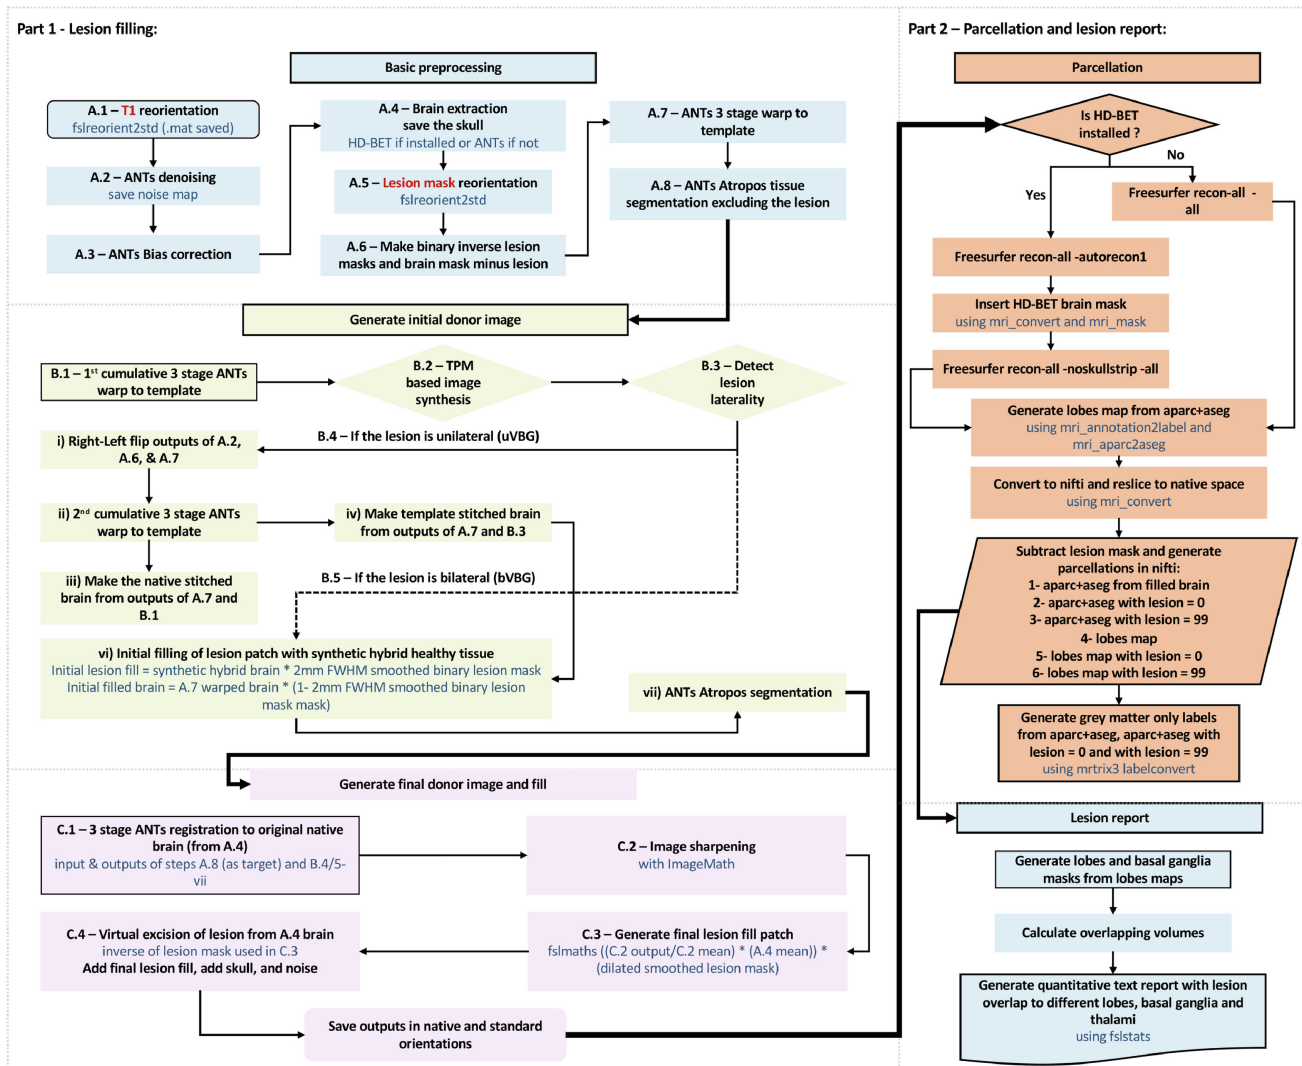 Part 1 - Lesion filling:
Basic preprocessing
A.1 – T1 reorientation
fslreorient2std (.mat saved)
A.2 – ANTs denoising
save noise map
A.3 – ANTs Bias correction
A.4 – Brain extraction
save the skull
HD-BET if installed or ANTs if not
A.5 – Lesion mask reorientation
fslreorient2std
A.6 – Make binary inverse lesion
masks and brain mask minus lesion
A.7 – ANTs 3 stage warp to
template
A.8 – ANTs Atropos tissue
segmentation excluding the lesion
Generate initial donor image
B.1 – 1st cumulative 3 stage ANTs
warp to template
B.2 – TPM
based image
synthesis
B.3 – Detect
lesion
laterality
B.4 – If the lesion is unilateral (uVBG)
i) Right-Left flip outputs of A.2,
A.6, & A.7
ii) 2nd cumulative 3 stage ANTs
warp to template
iii) Make the native stitched
brain from outputs of A.7 and
B.1
iv) Make template stitched brain
from outputs of A.7 and B.3
B.5 – If the lesion is bilateral (bVBG)
vi) Initial filling of lesion patch with synthetic hybrid healthy tissue
Initial lesion fill = synthetic hybrid brain * 2mm FWHM smoothed binary lesion mask
Initial filled brain = A.7 warped brain * (1- 2mm FWHM smoothed binary lesion
mask mask)
vii) ANTs Atropos segmentation
Generate final donor image and fill
C.1 – 3 stage ANTs registration to original native
brain (from A.4)
input & outputs of steps A.8 (as target) and B.4/5-
vii
C.2 – Image sharpening
with ImageMath
C.3 – Generate final lesion fill patch
fslmaths ((C.2 output/C.2 mean) * (A.4 mean)) *
(dilated smoothed lesion mask)
C.4 – Virtual excision of lesion from A.4 brain
inverse of lesion mask used in C.3
Add final lesion fill, add skull, and noise
Save outputs in native and standard
orientations
Part 2 – Parcellation and lesion report:
Parcellation
Is HD-BET
installed ?
No
Yes
Freesurfer recon-all -
all
Freesurfer recon-all -autorecon1
Insert HD-BET brain mask
using mri_convert and mri_mask
Freesurfer recon-all -noskullstrip -all
Generate lobes map from aparc+aseg
using mri_annotation2label and
mri_aparc2aseg
Convert to nifti and reslice to native space
using mri_convert
Subtract lesion mask and generate
parcellations in nifti:
1- aparc+aseg from filled brain
2- aparc+aseg with lesion = 0
3- aparc+aseg with lesion = 99
4- lobes map
5- lobes map with lesion = 0
6- lobes map with lesion = 99
Generate grey matter only labels
from aparc+aseg, aparc+aseg with
lesion = 0 and with lesion = 99
using mrtrix3 labelconvert
Lesion report
Generate lobes and basal ganglia
masks from lobes maps
Calculate overlapping volumes
Generate quantitative text report with lesion
overlap to different lobes, basal ganglia and
thalami
using fslstats